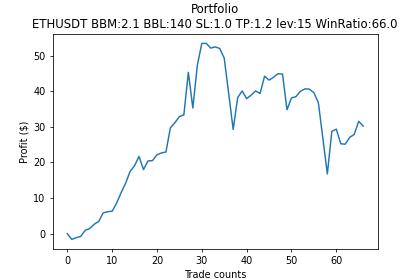 Portfolio
ETHUSDT BBM:2.1 BBL:140 SL:1.0 TP:1.2 lev:15 WinRatio:66.0
Profit ($)
50
40
30
20
10
0
0 10 20 30 40 50 60
Trade counts